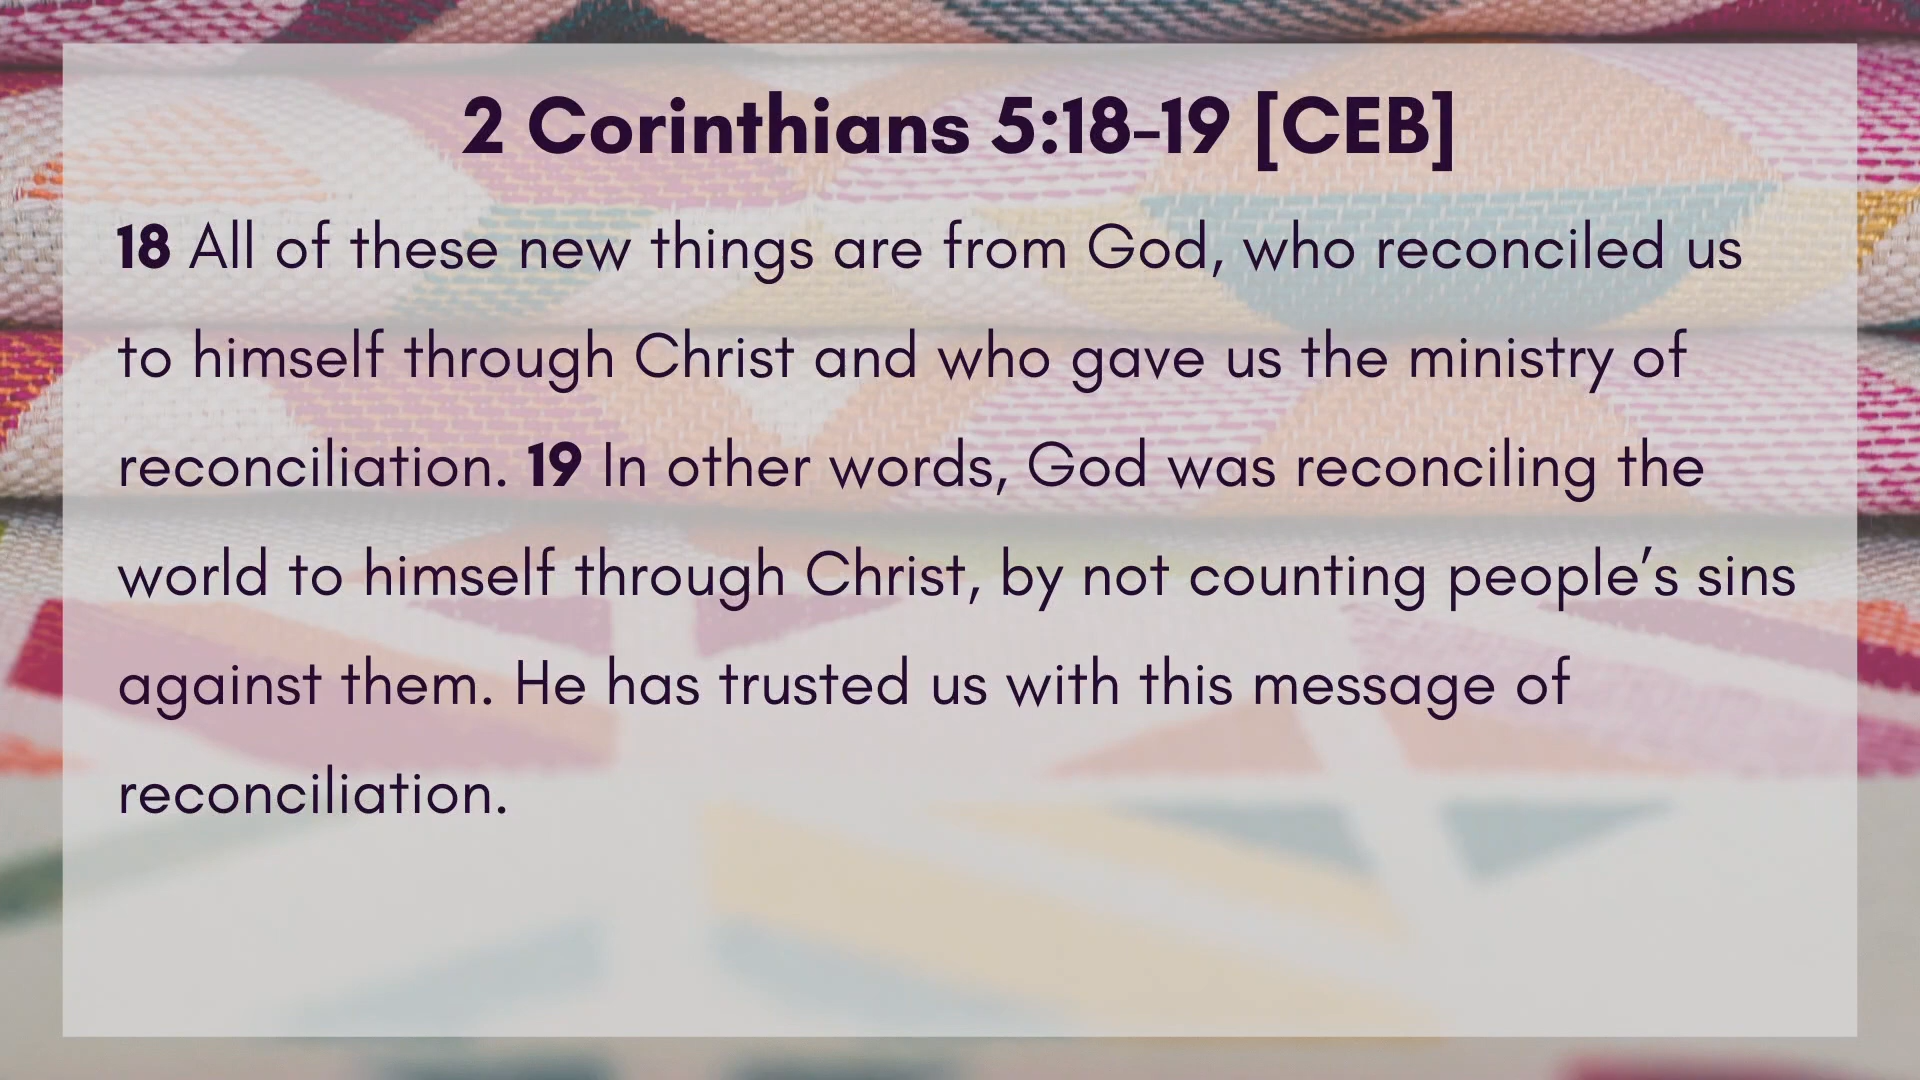 2 Corinthians 5:18-19 [CEB]
18 All of these new things are from God, who reconciled us
to himself through Christ and who gave us the ministry of
reconciliation. 19 In other words, God was reconciling the
world to himself through Christ, by not counting people’s sins
against them. He has trusted us with this message of
reconciliation.